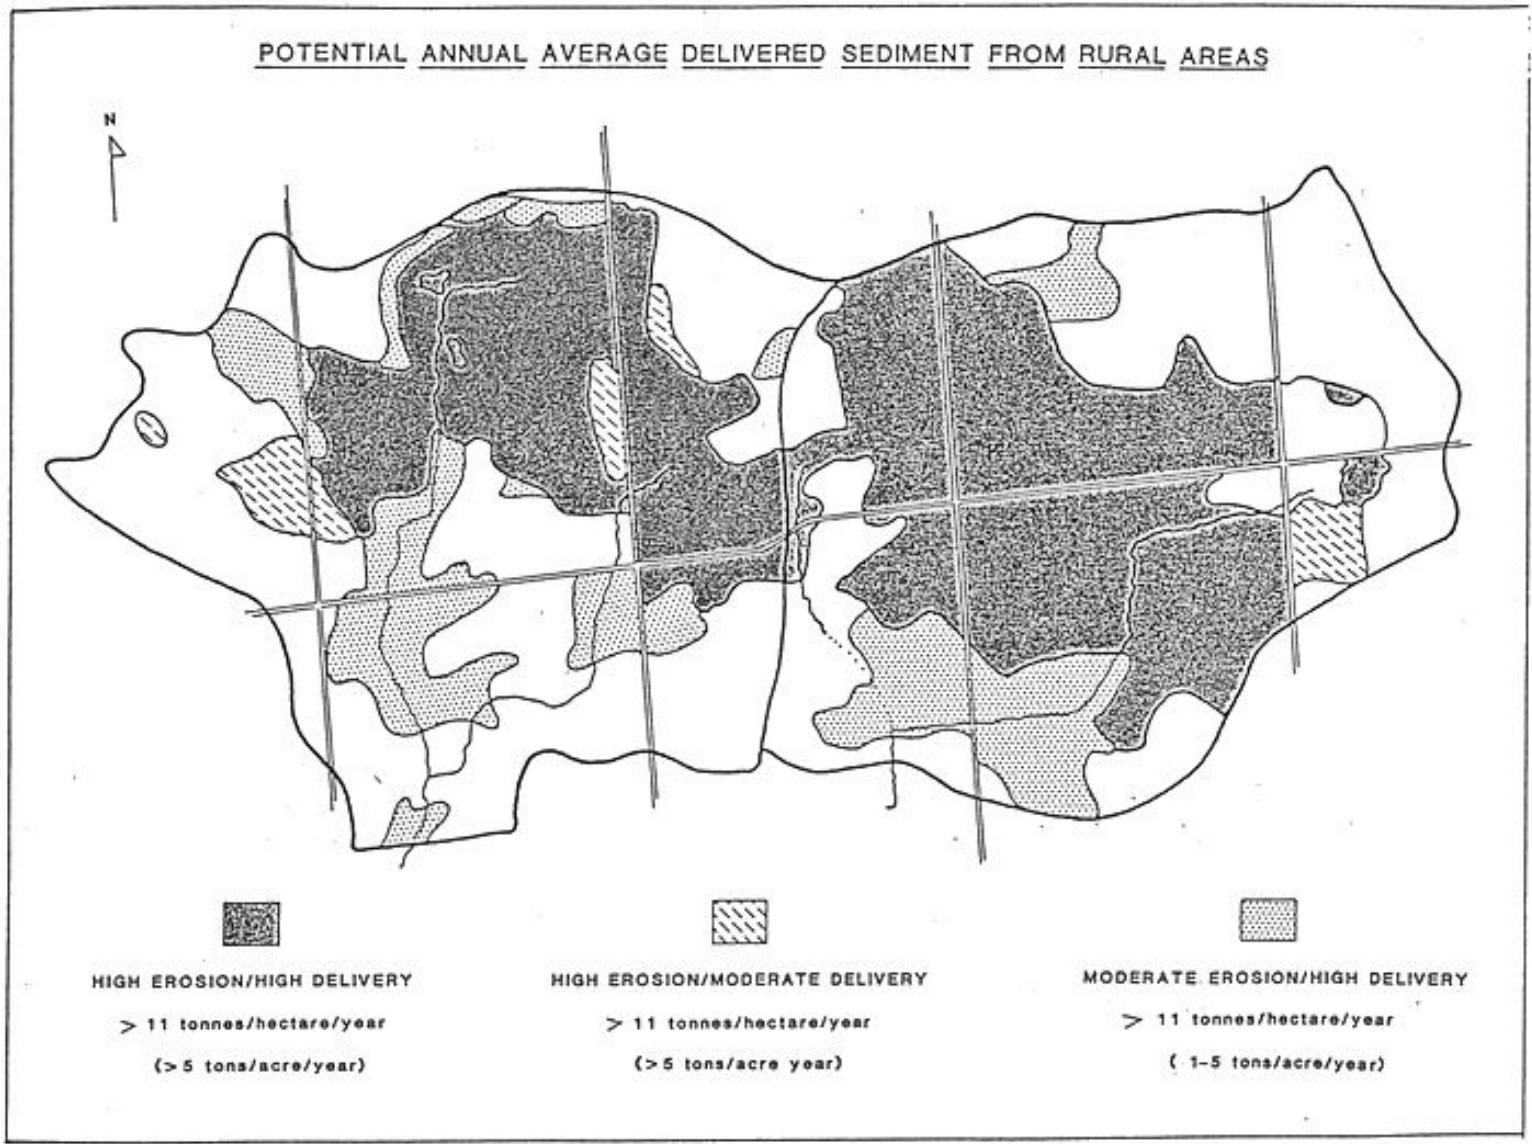 POTENTIAL ANNUAL AVERAGE DELIVERED SEDIMENT FROM RURAL AREAS
N
HIGH EROSION/HIGH DELIVERY
> 11 tonnes/hectare/year
(>5 tons/acre/year)
HIGH EROSION/MODERATE DELIVERY
> 11 tonnes/hectare/year
(>5 tons/acre year)
MODERATE EROSION/HIGH DELIVERY
> 11 tonnes/hectare/year
( 1-5 tons/acre/year)